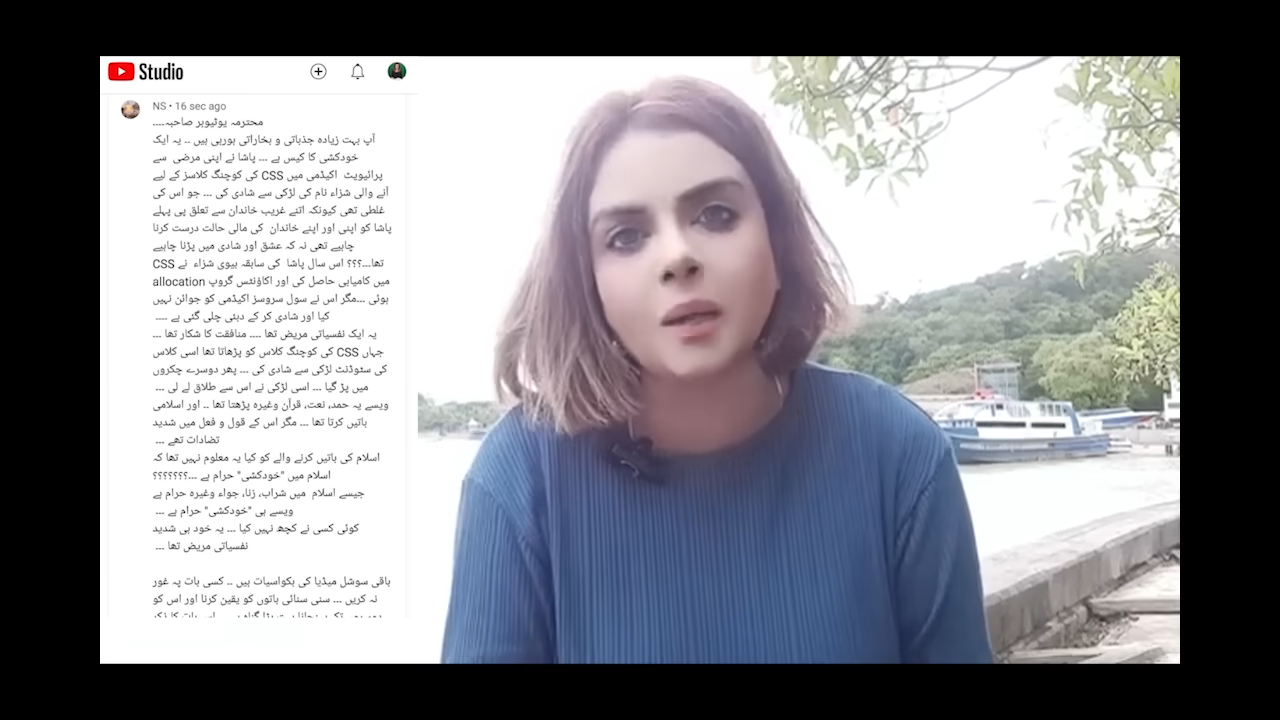 Studio
NS • 16 sec ago
محترمہ یوٹیوبر صاحبہ....
آپ بہت زیادہ جذباتی و بخاراتی ہورہی ہیں .. یہ ایک
خودکشی کا کیس ہے ... پاشا نے اپنی مرضی سے
پرائیویٹ اکیڈمی میں CSS کی کوچنگ کلاسز کے لیے
آنے والی شزاء نام کی لڑکی سے شادی کی ... جو اس کی
غلطی تھی کیونکہ اتنے غریب خاندان سے تعلق پی پہلے
پاشا کو اپنی اور اپنے خاندان کی مالی حالت درست کرنا
چاہیے تھی نہ کہ عشق اور شادی میں پڑنا چاہیے
تھا...؟؟؟ اس سال پاشا کی سابقہ بیوی شزاء نے CSS
میں کامیابی حاصل کی اور اکاؤنٹس گروپ allocation
ہوئی ...مگر اس نے سول سروسز اکیڈمی کو جوائن نہیں
کیا اور شادی کر کے دبئی چلی گئی ہے ....
یہ ایک نفسیاتی مریض تھا .... منافقت کا شکار تھا ...
جہاں CSS کی کوچنگ کلاس کو پڑھاتا تھا اسی کلاس
کی سٹوڈنٹ لڑکی سے شادی کی ... پھر دوسرے چکروں
میں پڑ گیا ... اسی لڑکی نے اس سے طلاق لے لی ...
ویسے یہ حمد، نعت، قرآن وغیرہ پڑھتا تھا .. اور اسلامی
باتیں کرتا تھا ... مگر اس کے قول و فعل میں شدید
تضادات تھے ...
اسلام کی باتیں کرنے والے کو کیا یہ معلوم نہیں تھا کہ
اسلام میں "خودکشی" حرام ہے ...؟؟؟؟؟؟؟
جیسے اسلام میں شراب، زنا، جواء وغیرہ حرام ہے
ویسے ہی "خودکشی" حرام ہے ...
کوئی کسی نے کچھ نہیں کیا ... یہ خود ہی شدید
نفسیاتی مریض تھا ...
باقی سوشل میڈیا کی بکواسیات ہیں .. کسی بات پہ غور
نہ کریں ... سنی سنائی باتوں کو یقین کرنا اور اس کو